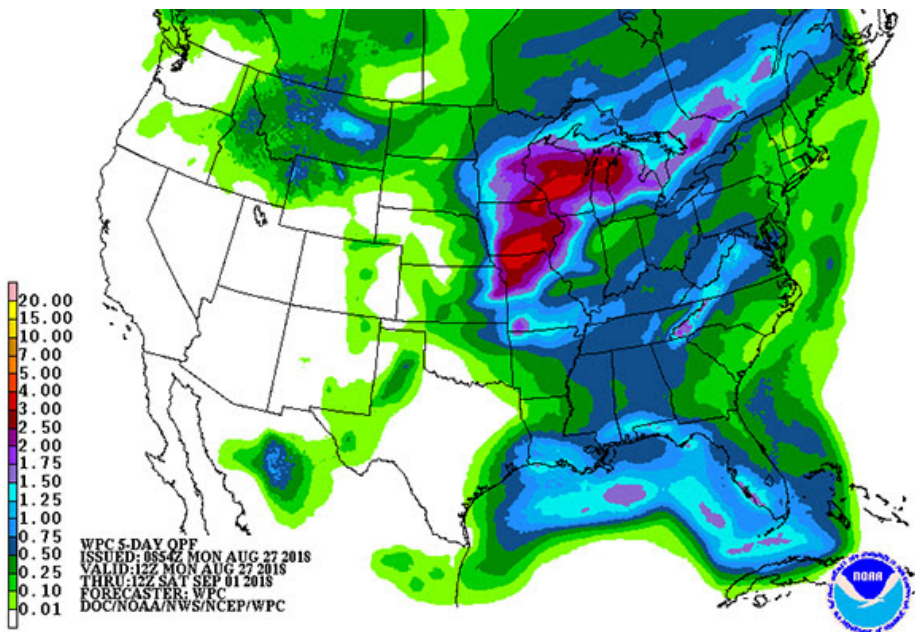 20.00
15.00
10.00
7.00
5.00
4.00
3.00
2.50
2.00
1.75
1.50
1.25
1.00
0.75
0.50
0.25
0.10
0.01
WPC 5-DAY QPF
ISSUED: 0854Z MON AUG 27 2018
VALID:12Z MON AUG 27 2018
THRU:12Z SAT SEP 01 2018
FORECASTER: WPC
DOC/NOAA/NWS/NCEP/WPC
NOAA